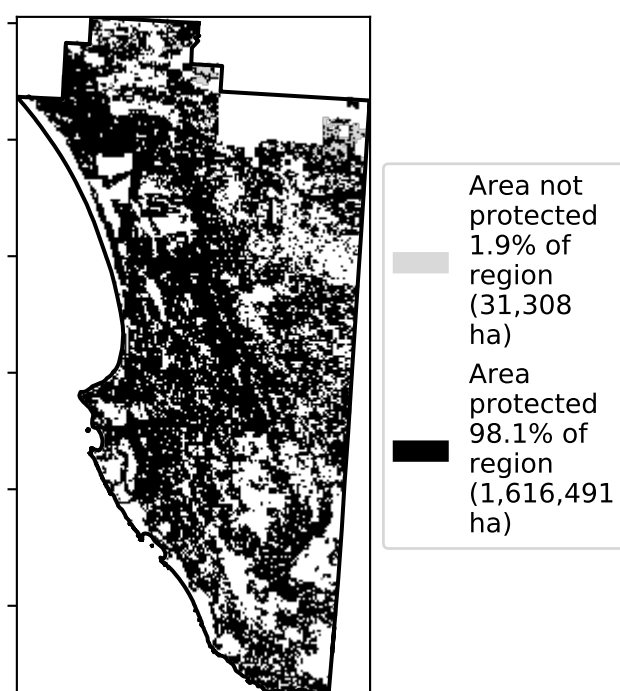 Area not
protected
1.9% of
region
(31,308
ha)
Area
protected
98.1% of
region
(1,616,491
ha)